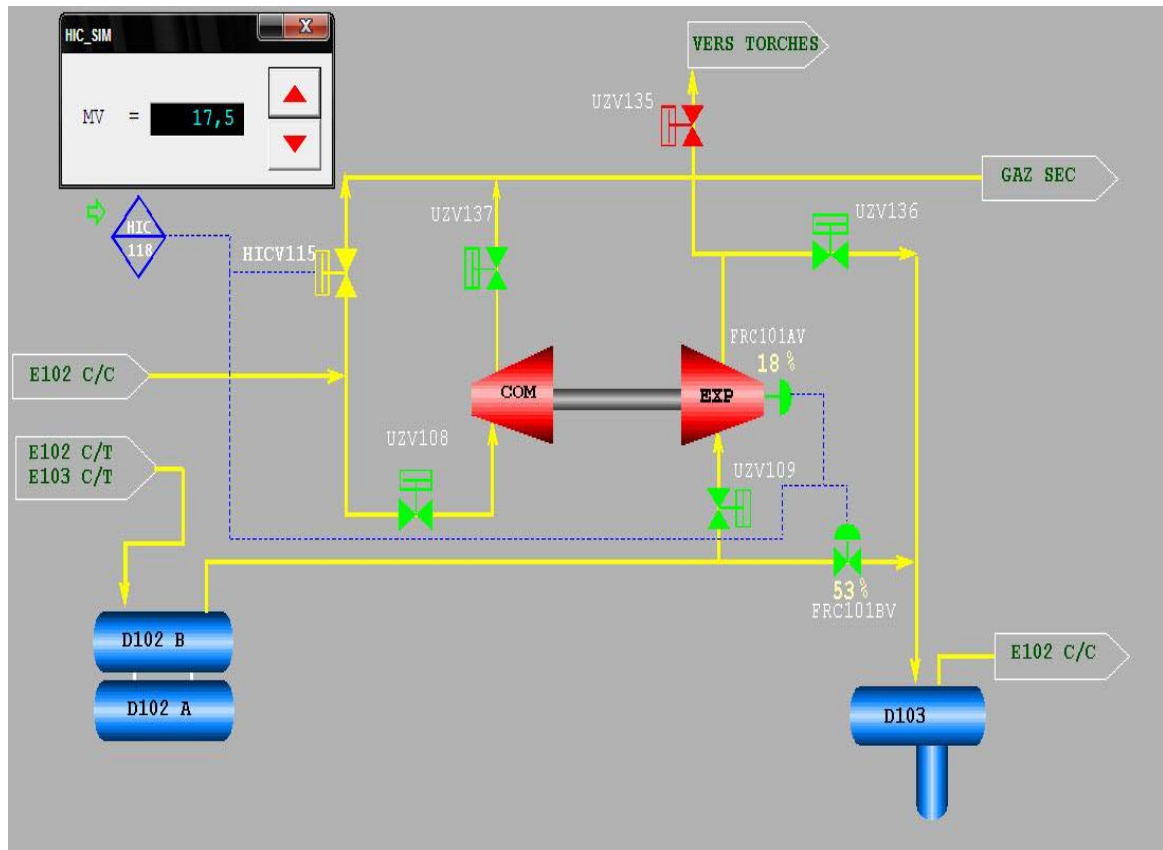 HIC_SIM
X
MV = 17,5
VERS TORCHES
UZV135
GAZ SEC
HIC
118
UZV137
UZV136
HICV115
FRC101AV
18 %
E102 C/C
COM
EXP
E102 C/T
E103 C/T
UZV108
UZV109
53 %
FRC101BV
D102 B
D102 A
E102 C/C
D103